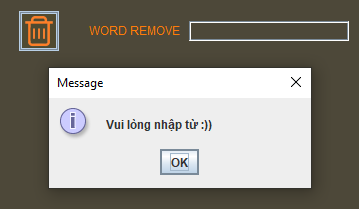 WORD REMOVE
Message
Vui lòng nhập từ :))
OK